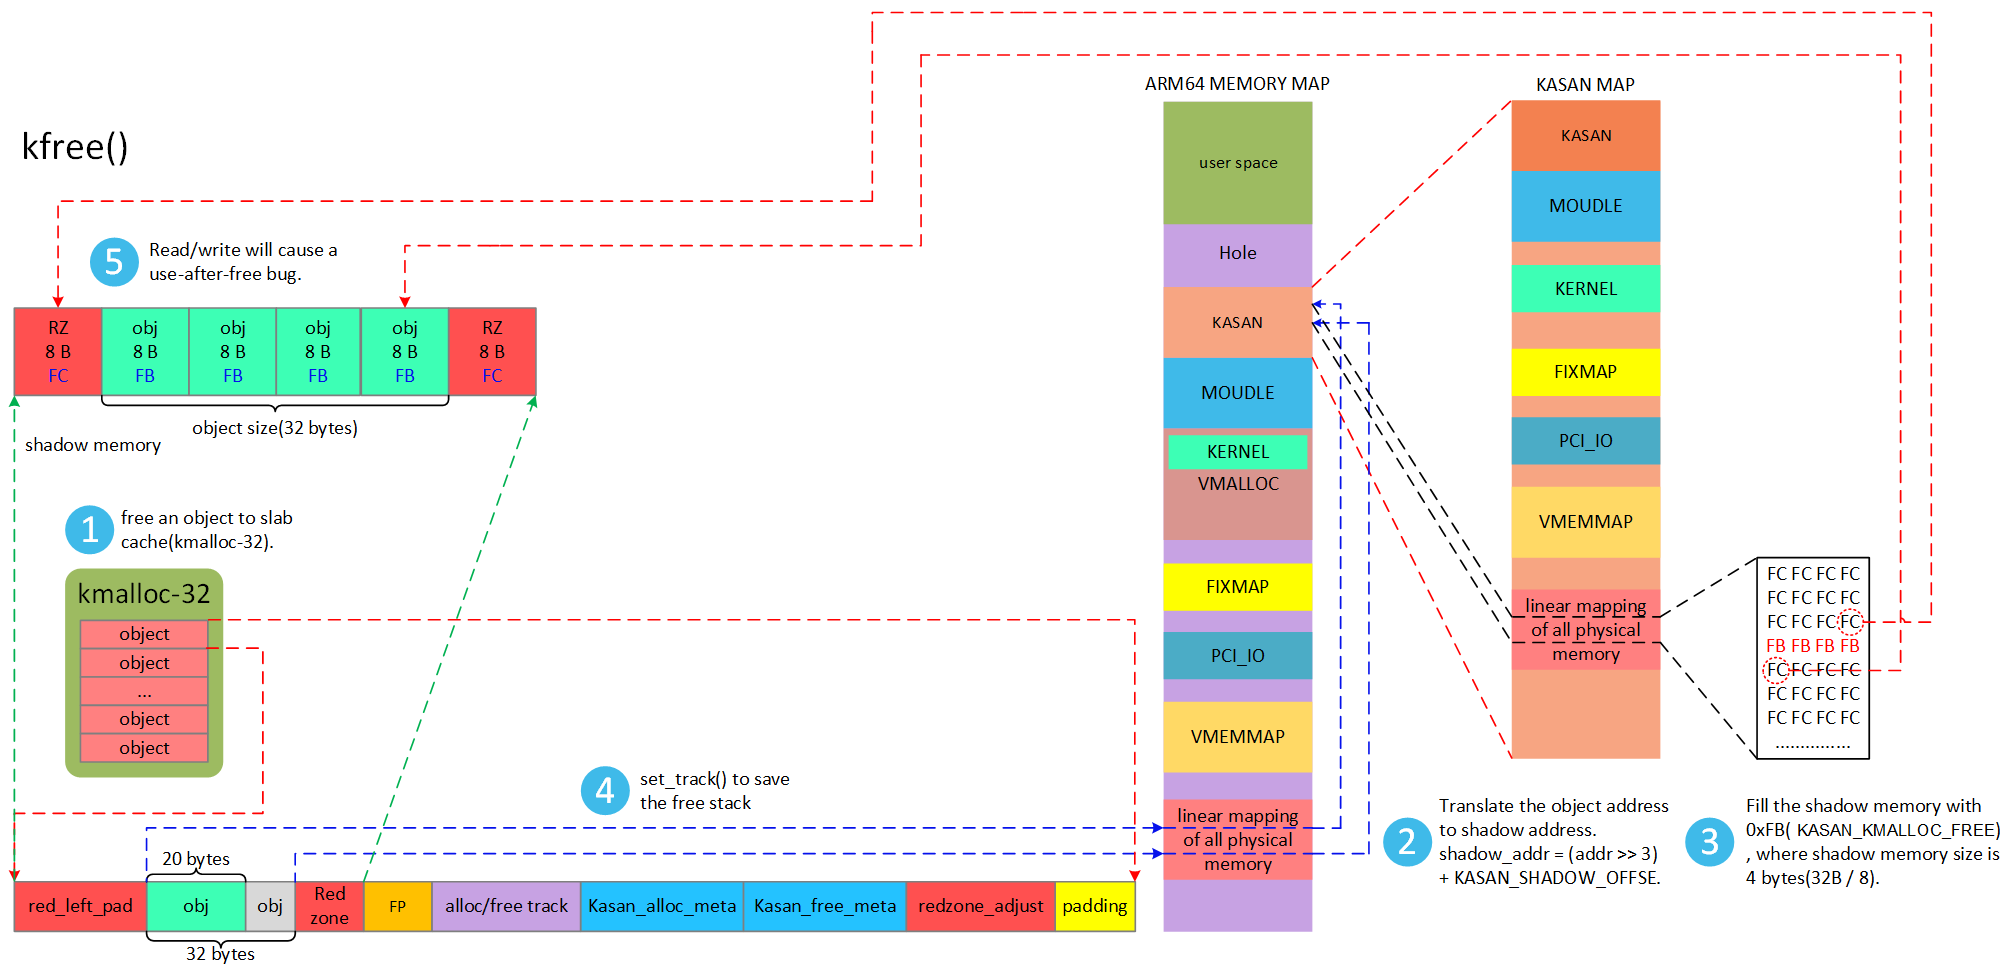 ARM64 MEMORY MAP
KASAN MAP
kfree()
5
Read/write will cause a
use-after-free bug.
RZ
8 B
FC
obj
8 B
FB
obj
8 B
FB
obj
8 B
FB
obj
8 B
FB
RZ
8 B
FC
object size(32 bytes)
shadow memory
1
free an object to slab
cache(kmalloc-32).
kmalloc-32
object
object
...
object
object
4
set_track() to save
the free stack
20 bytes
red_left_pad
obj
obj
Red
zone
FP
alloc/free track
Kasan_alloc_meta
Kasan_free_meta
redzone_adjust
padding
32 bytes
user space
Hole
KASAN
MOUDLE
KERNEL
VMALLOC
FIXMAP
PCI_IO
VMEMMAP
linear mapping
of all physical
memory
KASAN
MOUDLE
KERNEL
FIXMAP
PCI_IO
VMEMMAP
linear mapping
of all physical
memory
FC FC FC FC
FC FC FC FC
FC FC FC FC
FB FB FB FB
FC FC FC FC
FC FC FC FC
FC FC FC FC
..............
2
Translate the object address
to shadow address.
shadow_addr = (addr >> 3)
+ KASAN_SHADOW_OFFSE.
3
Fill the shadow memory with
0xFB( KASAN_KMALLOC_FREE)
, where shadow memory size is
4 bytes(32B / 8).